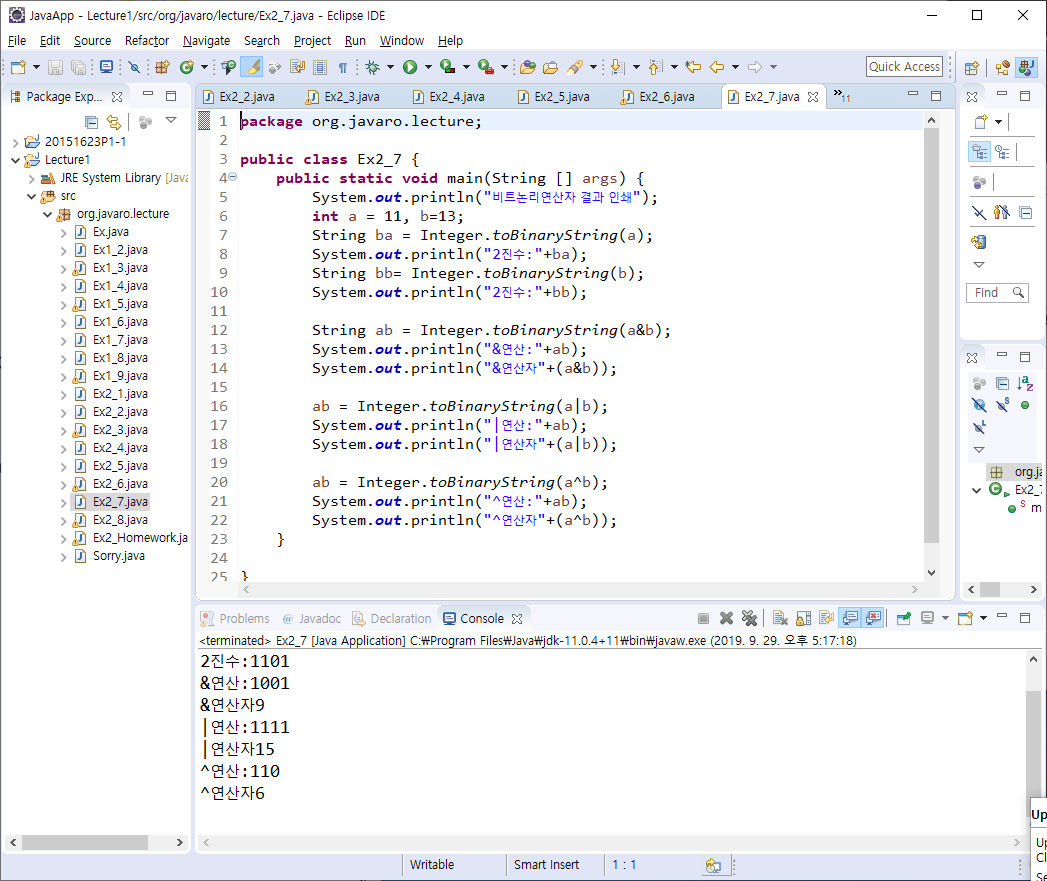 JavaApp - Lecture1/src/org/javaro/lecture/Ex2_7.java - Eclipse IDE
File Edit Source Refactor Navigate Search Project Run Window Help
Quick Access
Package Exp...
Ex2_2.java Ex2_3.java Ex2_4.java Ex2_5.java Ex2_6.java Ex2_7.java »11
20151623P1-1
Lecture1
JRE System Library [Java
src
org.javaro.lecture
Ex.java
Ex1_2.java
Ex1_3.java
Ex1_4.java
Ex1_5.java
Ex1_6.java
Ex1_7.java
Ex1_8.java
Ex1_9.java
Ex2_1.java
Ex2_2.java
Ex2_3.java
Ex2_4.java
Ex2_5.java
Ex2_6.java
Ex2_7.java
Ex2_8.java
Ex2_Homework.ja
Sorry.java
1 package org.javaro.lecture;
2
3 public class Ex2_7 {
4 public static void main(String [] args) {
5 System.out.println("비트논리연산자 결과 인쇄");
6 int a = 11, b=13;
7 String ba = Integer.toBinaryString(a);
8 System.out.println("2진수:"+ba);
9 String bb= Integer.toBinaryString(b);
10 System.out.println("2진수:"+bb);
11
12 String ab = Integer.toBinaryString(a&b);
13 System.out.println("&연산:"+ab);
14 System.out.println("&연산자"+(a&b));
15
16 ab = Integer.toBinaryString(a|b);
17 System.out.println("|연산:"+ab);
18 System.out.println("|연산자"+(a|b));
19
20 ab = Integer.toBinaryString(a^b);
21 System.out.println("^연산:"+ab);
22 System.out.println("^연산자"+(a^b));
23 }
24
25 }
Find
org.ja
Ex2_
m
Problems @ Javadoc Declaration Console
<terminated> Ex2_7 [Java Application] C:₩Program Files₩Java₩jdk-11.0.4+11₩bin₩javaw.exe (2019. 9. 29. 오후 5:17:18)
2진수:1101
&연산:1001
&연산자9
|연산:1111
|연산자15
^연산:110
^연산자6
Up
Up
Cl
Se
Writable Smart Insert 1 : 1